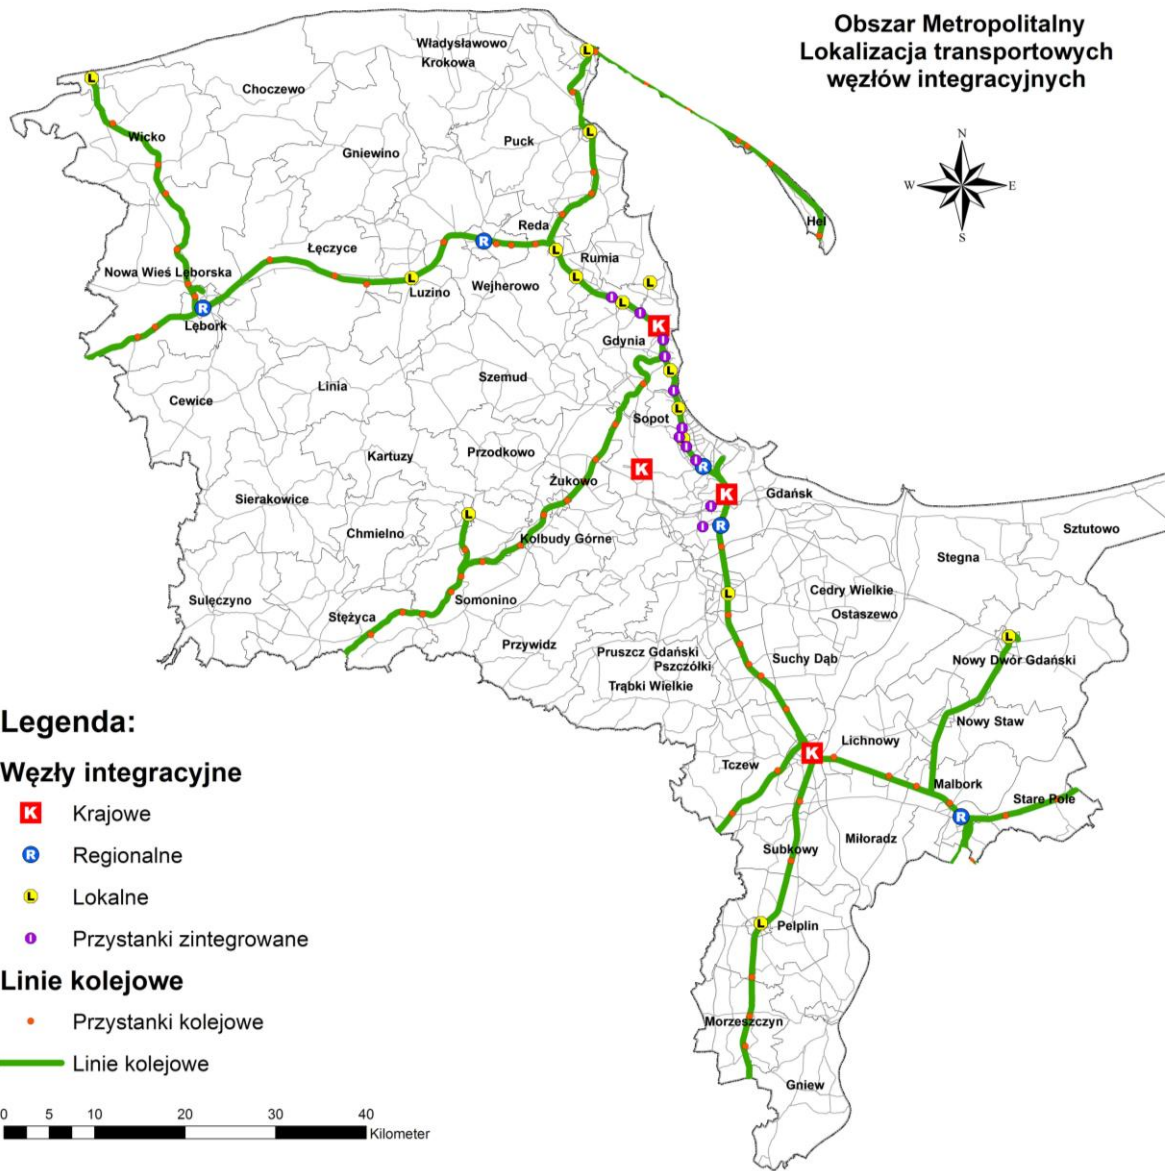 Obszar Metropolitalny
Lokalizacja transportowych
węzłów integracyjnych
N
W
E
S
Władysławowo
Krokowa
Choczewo
Wicko
Puck
Gniewino
Hel
Reda
Łęczyce
Rumia
Nowa Wieś Lęborska
Luzino
Wejherowo
Lębork
Gdynia
Szemud
Linia
Cewice
Sopot
Kartuzy
Przodkowo
Żukowo
Gdańsk
Sierakowice
Sztutowo
Chmielno
Kolbudy Górne
Stegna
Cedry Wielkie
Sulęczyno
Somonino
Ostaszewo
Stężyca
Przywidz
Pruszcz Gdański
Suchy Dąb
Nowy Dwór Gdański
Pszczółki
Trąbki Wielkie
Nowy Staw
Lichnowy
Tczew
Malbork
Stare Pole
Miłoradz
Subkowy
Pelplin
Morzeszczyn
Gniew
Legenda:
Węzły integracyjne
K Krajowe
R Regionalne
L Lokalne
I Przystanki zintegrowane
Linie kolejowe
Przystanki kolejowe
Linie kolejowe
0 5 10 20 30 40
Kilometer